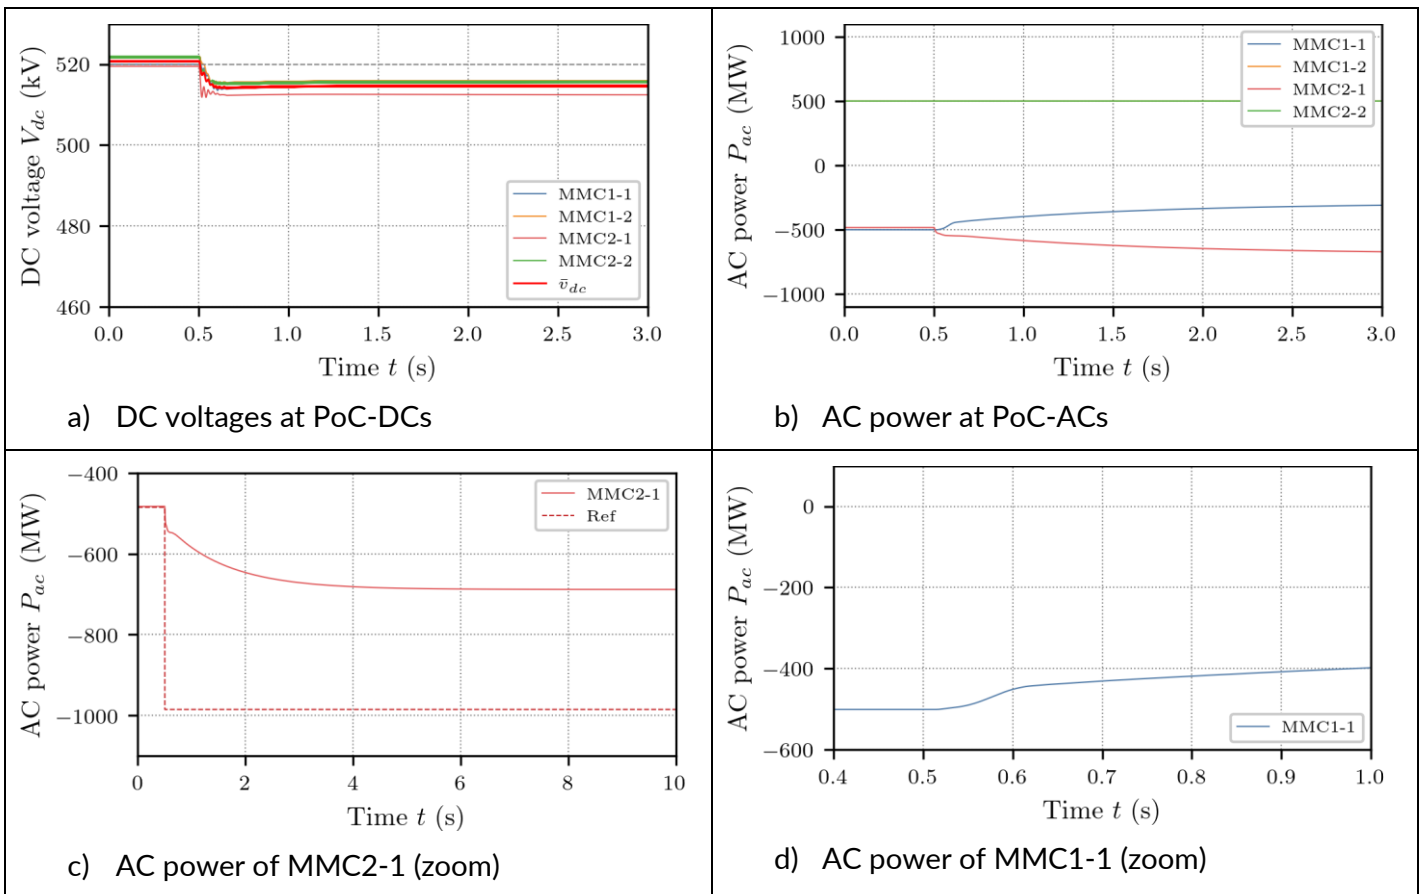 DC voltage V_dc (kV)
520
500
480
460
MMC1-1
MMC1-2
MMC2-1
MMC2-2
v̄_dc
0.0 0.5 1.0 1.5 2.0 2.5 3.0
Time t (s)
a) DC voltages at PoC-DCs
AC power P_ac (MW)
1000
500
0
−500
−1000
MMC1-1
MMC1-2
MMC2-1
MMC2-2
0.0 0.5 1.0 1.5 2.0 2.5 3.0
Time t (s)
b) AC power at PoC-ACs
AC power P_ac (MW)
−400
−600
−800
−1000
MMC2-1
Ref
0 2 4 6 8 10
Time t (s)
c) AC power of MMC2-1 (zoom)
AC power P_ac (MW)
0
−200
−400
−600
MMC1-1
0.4 0.5 0.6 0.7 0.8 0.9 1.0
Time t (s)
d) AC power of MMC1-1 (zoom)